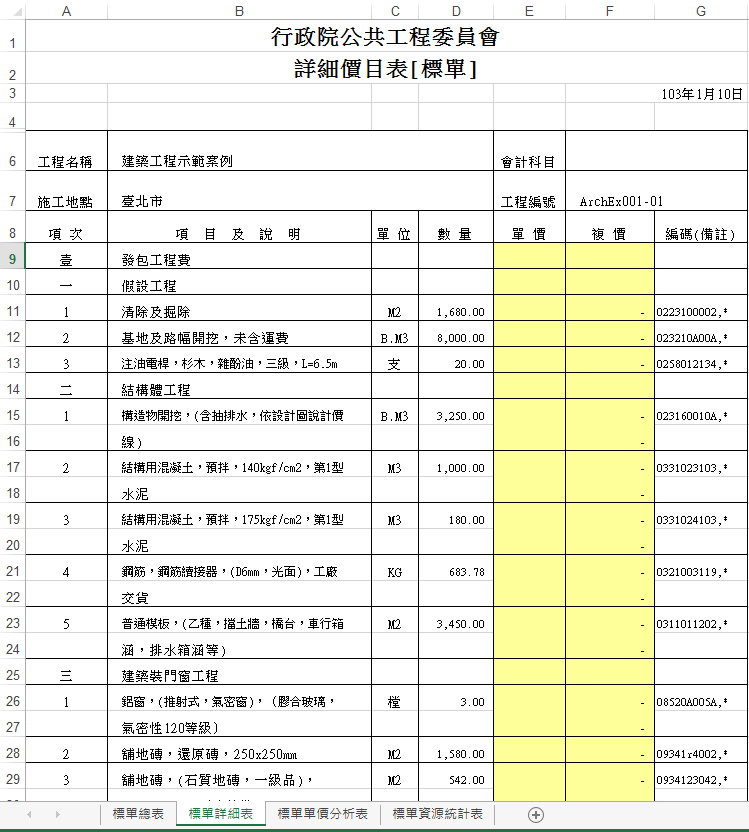 A B C D E F G
1 行政院公共工程委員會
2 詳細價目表[標單]
3 103年1月10日
4
6 工程名稱 建築工程示範案例 會計科目
7 施工地點 臺北市 工程編號 ArchEx001-01
8 項 次 項 目 及 說 明 單 位 數 量 單 價 複 價 編碼(備註)
9 壹 發包工程費
10 一 假設工程
11 1 清除及掘除 M2 1,680.00 - 0223100002,*
12 2 基地及路幅開挖，未含運費 B.M3 8,000.00 - 023210A00A,*
13 3 注油電桿，杉木，雜酚油，三級，L=6.5m 支 20.00 - 0258012134,*
14 二 結構體工程
15 1 構造物開挖，(含抽排水，依設計圖說計價 B.M3 3,250.00 - 023160010A,*
16 線) -
17 2 結構用混凝土，預拌，140kgf/cm2，第1型 M3 1,000.00 - 0331023103,*
18 水泥 -
19 3 結構用混凝土，預拌，175kgf/cm2，第1型 M3 180.00 - 0331024103,*
20 水泥 -
21 4 鋼筋，鋼筋續接器，(D6mm，光面)，工廠 KG 683.78 - 0321003119,*
22 交貨 -
23 5 普通模板，(乙種，擋土牆，橋台，車行箱 M2 3,450.00 - 0311011202,*
24 涵，排水箱涵等) -
25 三 建築裝門窗工程
26 1 鋁窗，(推射式，氣密窗)，（膠合玻璃， 樘 3.00 - 08520A005A,*
27 氣密性120等級） -
28 2 舖地磚，還原磚，250x250mm M2 1,580.00 - 09341r4002,*
29 3 舖地磚，(石質地磚，一級品)， M2 542.00 - 0934123042,*
標單總表 標單詳細表 標單單價分析表 標單資源統計表